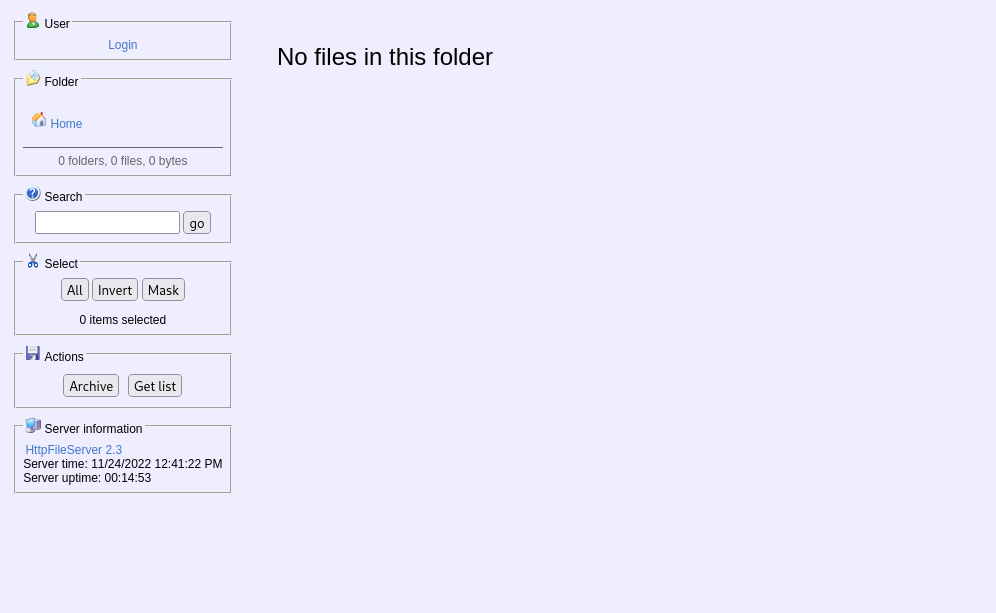 User
Login
Folder
Home
0 folders, 0 files, 0 bytes
Search
go
Select
All Invert Mask
0 items selected
Actions
Archive Get list
Server information
HttpFileServer 2.3
Server time: 11/24/2022 12:41:22 PM
Server uptime: 00:14:53
No files in this folder